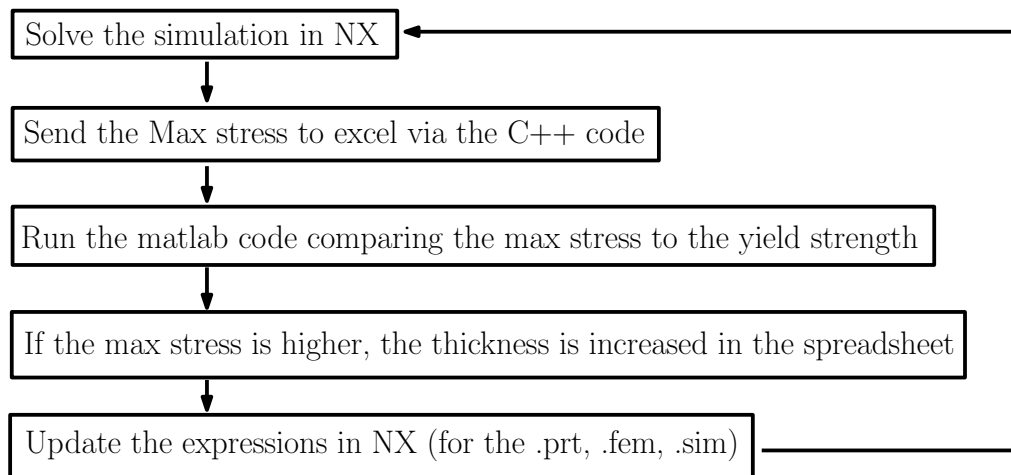 Solve the simulation in NX
Send the Max stress to excel via the C++ code
Run the matlab code comparing the max stress to the yield strength
If the max stress is higher, the thickness is increased in the spreadsheet
Update the expressions in NX (for the .prt, .fem, .sim)